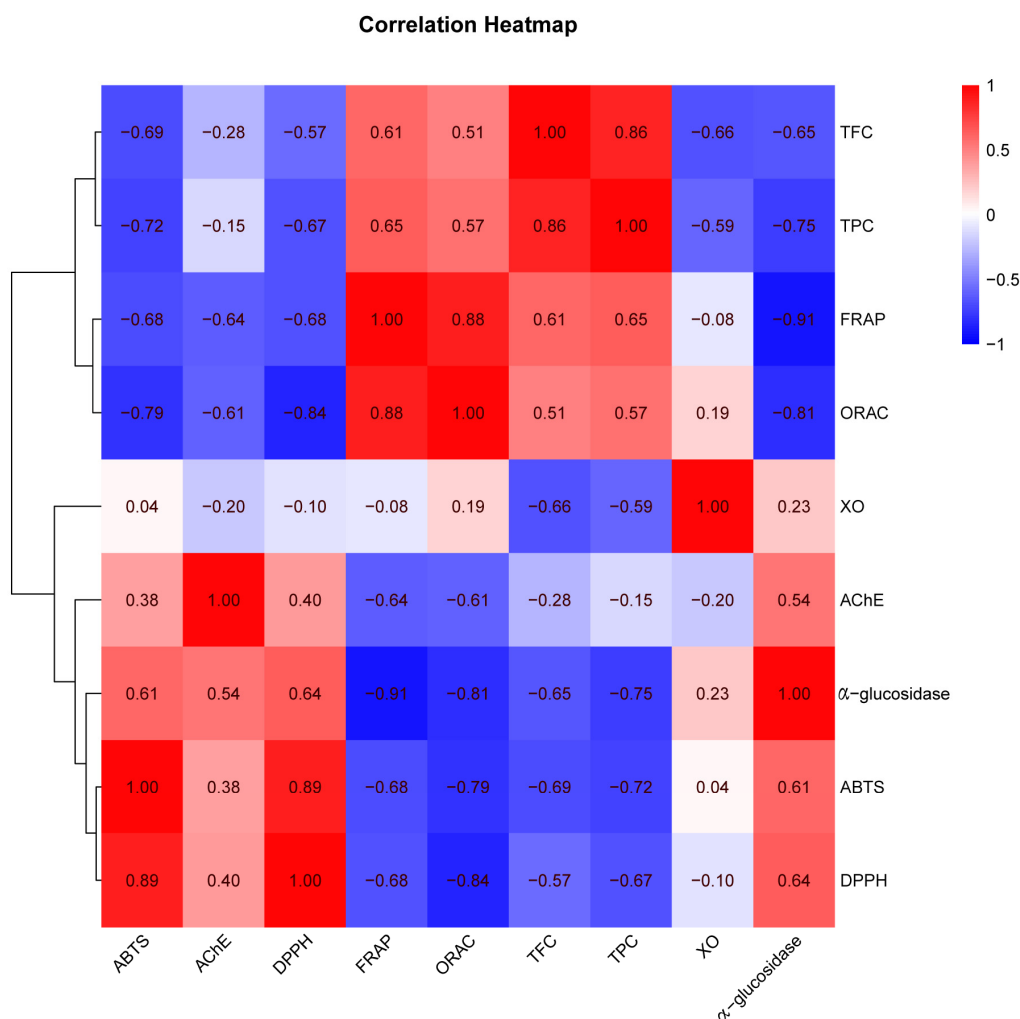 Correlation Heatmap
−0.69 −0.28 −0.57 0.61 0.51 1.00 0.86 −0.66 −0.65 TFC
−0.72 −0.15 −0.67 0.65 0.57 0.86 1.00 −0.59 −0.75 TPC
−0.68 −0.64 −0.68 1.00 0.88 0.61 0.65 −0.08 −0.91 FRAP
−0.79 −0.61 −0.84 0.88 1.00 0.51 0.57 0.19 −0.81 ORAC
0.04 −0.20 −0.10 −0.08 0.19 −0.66 −0.59 1.00 0.23 XO
0.38 1.00 0.40 −0.64 −0.61 −0.28 −0.15 −0.20 0.54 AChE
0.61 0.54 0.64 −0.91 −0.81 −0.65 −0.75 0.23 1.00 α−glucosidase
1.00 0.38 0.89 −0.68 −0.79 −0.69 −0.72 0.04 0.61 ABTS
0.89 0.40 1.00 −0.68 −0.84 −0.57 −0.67 −0.10 0.64 DPPH
ABTS AChE DPPH FRAP ORAC TFC TPC XO α−glucosidase
1
0.5
0
−0.5
−1